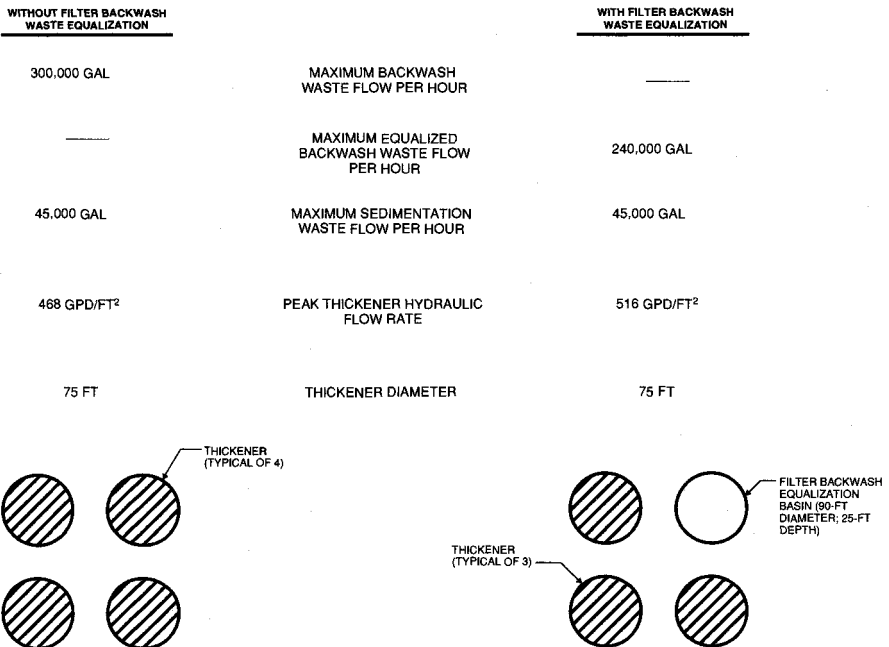 WITHOUT FILTER BACKWASH
WASTE EQUALIZATION
WITH FILTER BACKWASH
WASTE EQUALIZATION
300,000 GAL
MAXIMUM BACKWASH
WASTE FLOW PER HOUR
MAXIMUM EQUALIZED
BACKWASH WASTE FLOW
PER HOUR
240,000 GAL
45,000 GAL
MAXIMUM SEDIMENTATION
WASTE FLOW PER HOUR
45,000 GAL
468 GPD/FT²
PEAK THICKENER HYDRAULIC
FLOW RATE
516 GPD/FT²
75 FT
THICKENER DIAMETER
75 FT
THICKENER
(TYPICAL OF 4)
FILTER BACKWASH
EQUALIZATION
BASIN (90-FT
DIAMETER; 25-FT
DEPTH)
THICKENER
(TYPICAL OF 3)